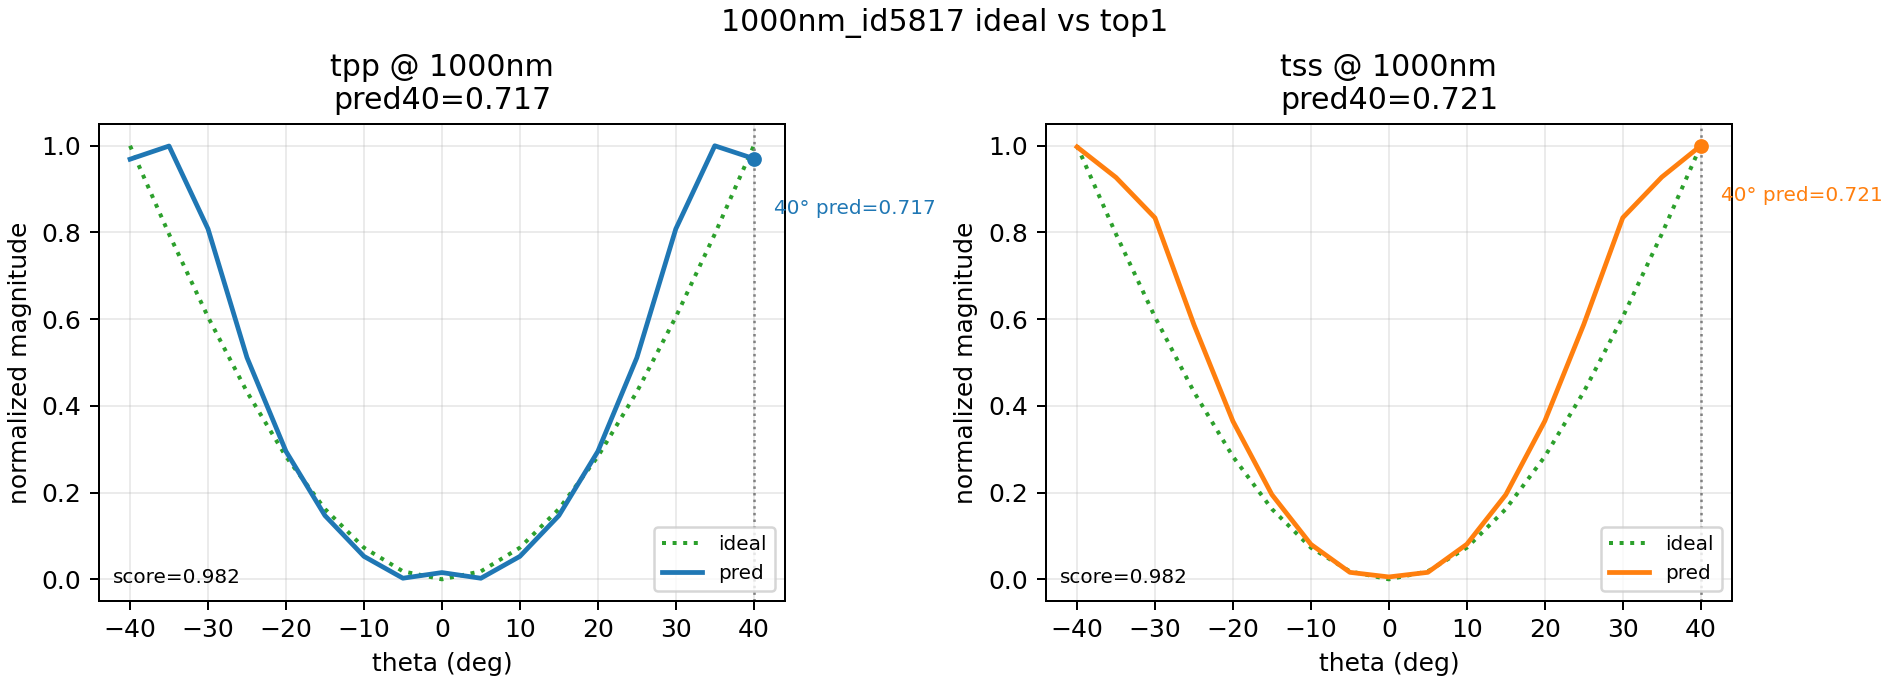 1000nm_id5817 ideal vs top1
tpp @ 1000nm
pred40=0.717
normalized magnitude
1.0
0.8
0.6
0.4
0.2
0.0
40° pred=0.717
score=0.982
ideal
pred
−40
−30
−20
−10
0
10
20
30
40
theta (deg)
tss @ 1000nm
pred40=0.721
normalized magnitude
1.0
0.8
0.6
0.4
0.2
0.0
40° pred=0.721
score=0.982
ideal
pred
−40
−30
−20
−10
0
10
20
30
40
theta (deg)